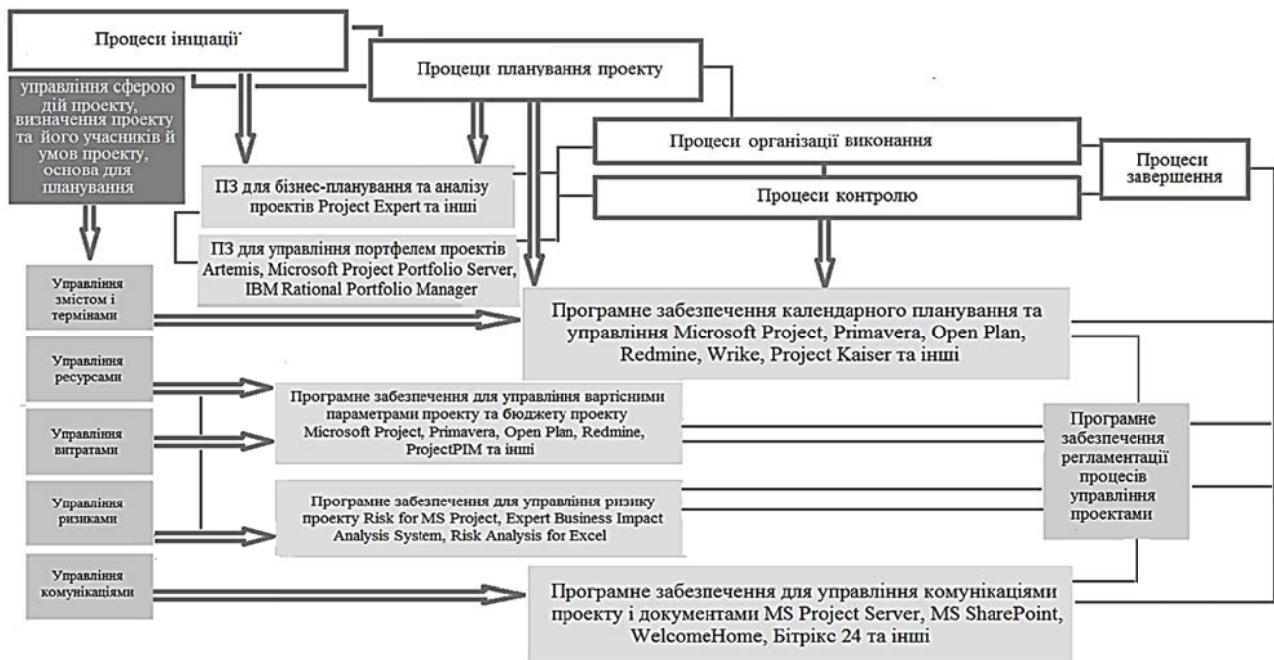 Процеси ініціації
Процеци планування проекту
управління сферою
дій проекту,
визначення проекту
та його учасників й
умов проекту,
основа для
планування
Процеси організації виконання
Процеси
завершення
Процеси контролю
ПЗ для бізнес-планування та аналізу
проектів Project Expert та інші
ПЗ для управління портфелем проектів
Artemis, Microsoft Project Portfolio Server,
IBM Rational Portfolio Manager
Управління
змістом і
термінами
Програмне забезпечення календарного планування та
управління Microsoft Project, Primavera, Open Plan,
Redmine, Wrike, Project Kaiser та інші
Управління
ресурсами
Програмне забезпечення для управління вартісними
параметрами проекту та бюджету проекту
Microsoft Project, Primavera, Open Plan, Redmine,
ProjectPIM та інші
Управління
витратами
Програмне
забезпечення
регламентації
процесів
управління
проектами
Управління
ризиками
Програмне забезпечення для управління ризику
проекту Risk for MS Project, Expert Business Impact
Analysis System, Risk Analysis for Excel
Управління
комунікаціями
Програмне забезпечення для управління комунікаціями
проекту і документами MS Project Server, MS SharePoint,
WelcomeHome, Бітрікс 24 та інші